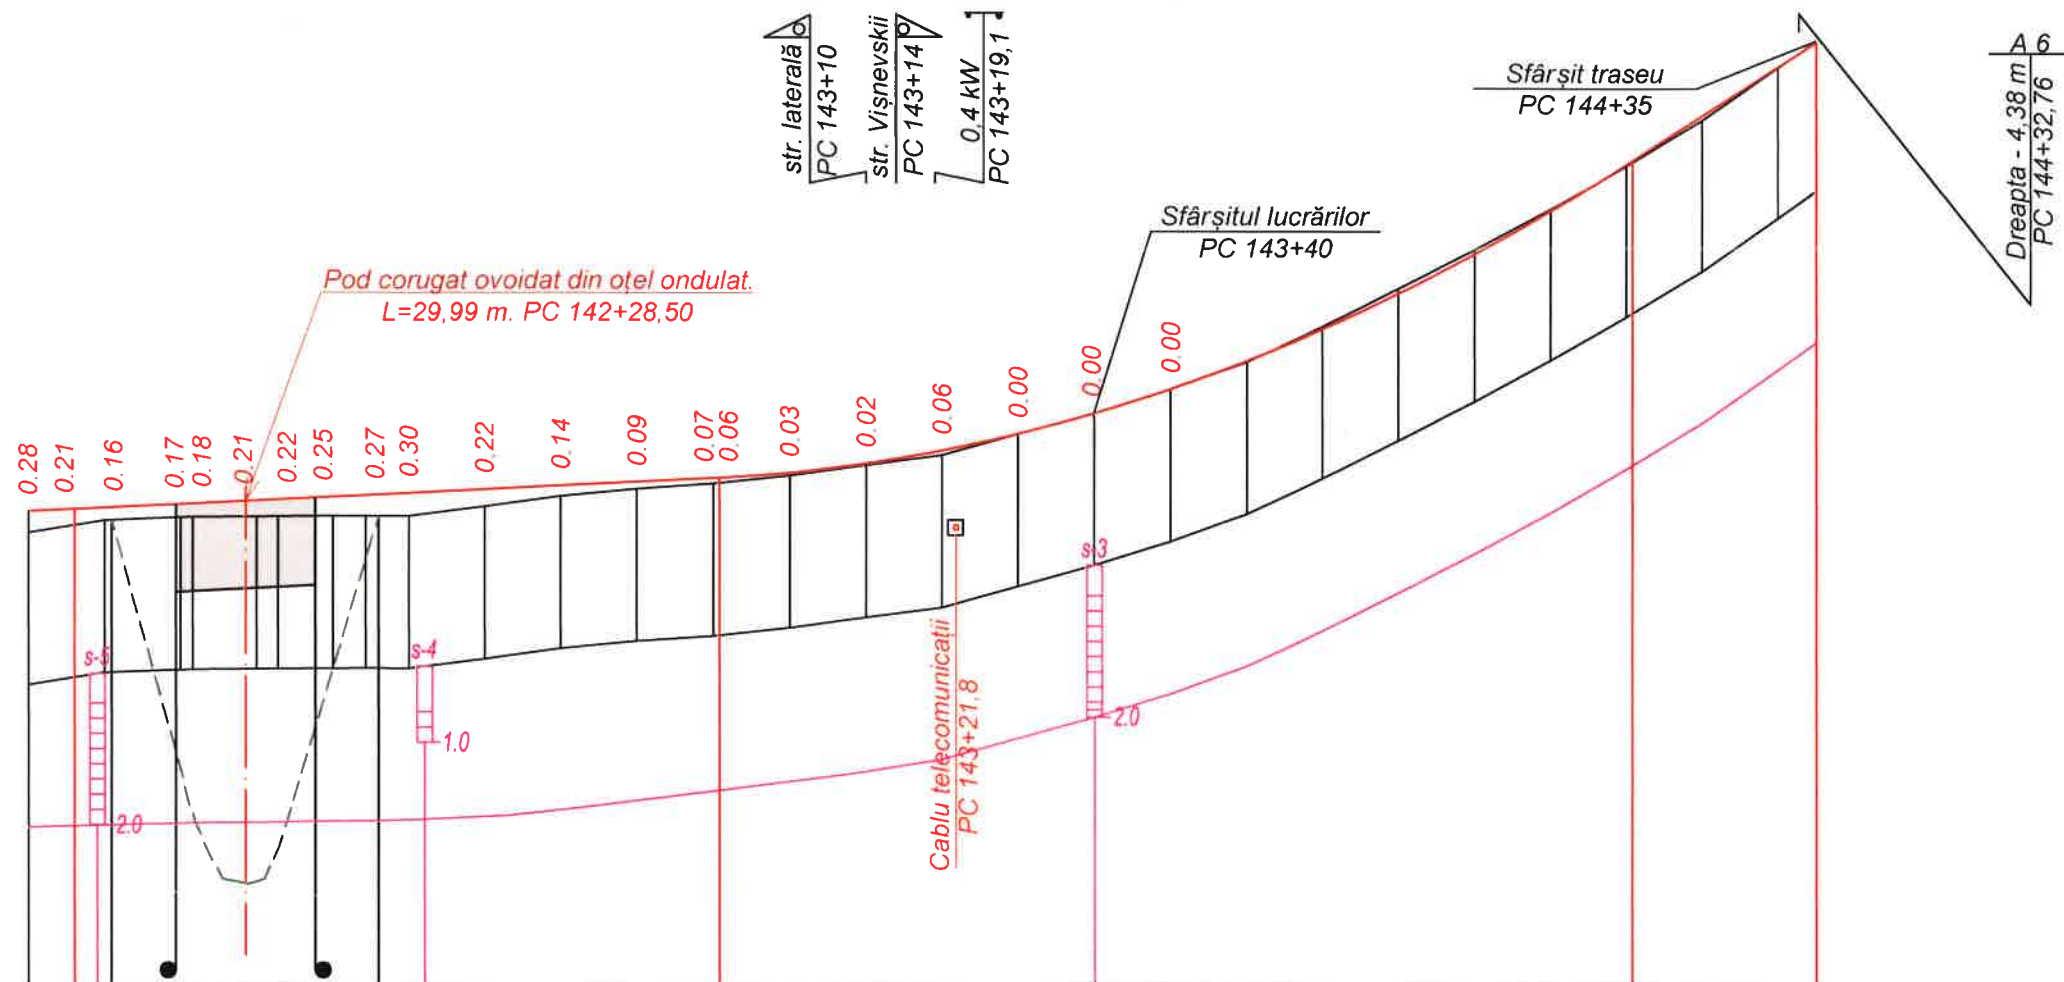 str. laterală
PC 143+10
str. Vișnevskii
PC 143+14
0,4 kW
PC 143+19,1
Sfârșit traseu
PC 144+35
A 6
Dreapta - 4,38 m
PC 144+32,76
Sfârșitul lucrărilor
PC 143+40
Pod corugat ovoidat din oțel ondulat.
L=29,99 m. PC 142+28,50
0.28
0.21
0.16
0.17
0.18
0.21
0.22
0.25
0.27
0.30
0.22
0.14
0.09
0.07
0.06
0.03
0.02
0.06
0.00
0.00
0.00
s-5
2.0
s-4
1.0
s-3
2.0
Cablu telecomunicații
PC 143+21,8